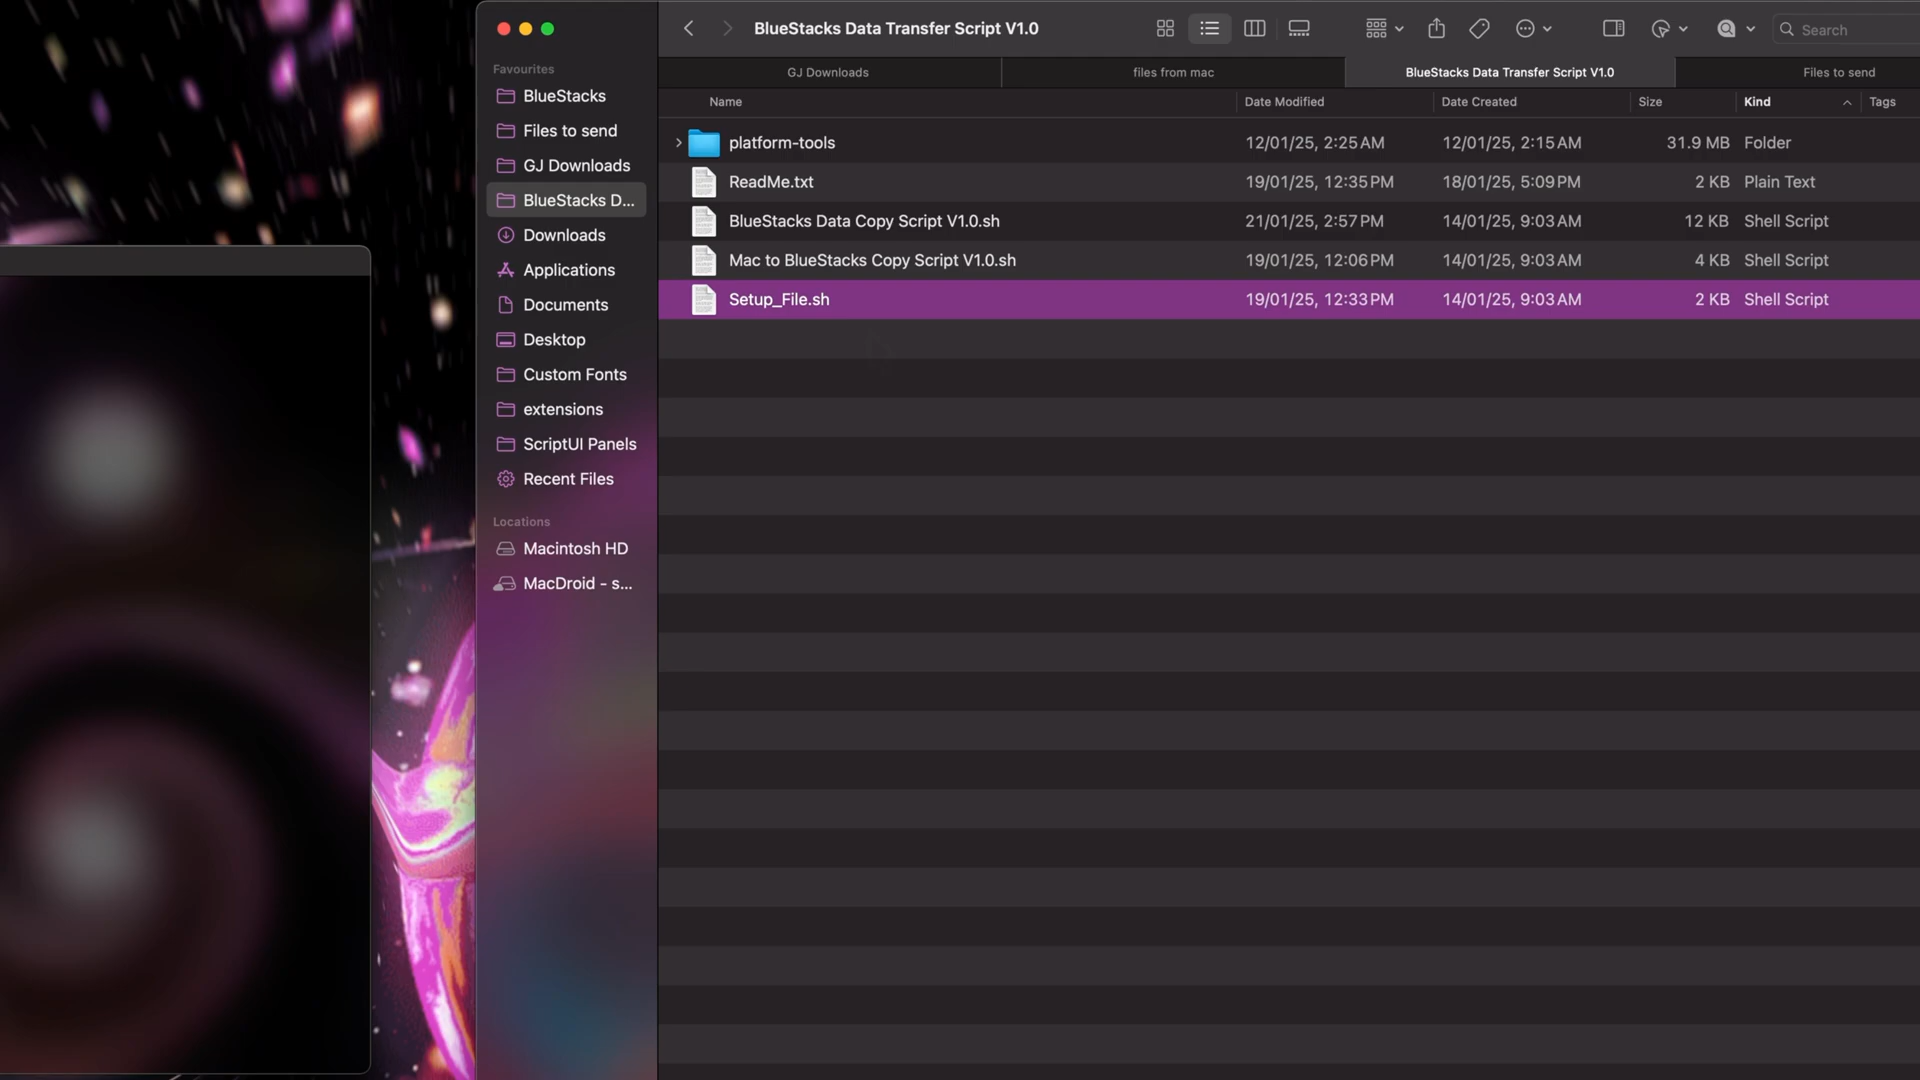 BlueStacks Data Transfer Script V1.0
Search
GJ Downloads
files from mac
BlueStacks Data Transfer Script V1.0
Files to send
Favourites
BlueStacks
Files to send
GJ Downloads
BlueStacks D...
Downloads
Applications
Documents
Desktop
Custom Fonts
extensions
ScriptUI Panels
Recent Files
Locations
Macintosh HD
MacDroid - s...
Name Date Modified Date Created Size Kind Tags
platform-tools 12/01/25, 2:25 AM 12/01/25, 2:15 AM 31.9 MB Folder
ReadMe.txt 19/01/25, 12:35 PM 18/01/25, 5:09 PM 2 KB Plain Text
BlueStacks Data Copy Script V1.0.sh 21/01/25, 2:57 PM 14/01/25, 9:03 AM 12 KB Shell Script
Mac to BlueStacks Copy Script V1.0.sh 19/01/25, 12:06 PM 14/01/25, 9:03 AM 4 KB Shell Script
Setup_File.sh 19/01/25, 12:33 PM 14/01/25, 9:03 AM 2 KB Shell Script